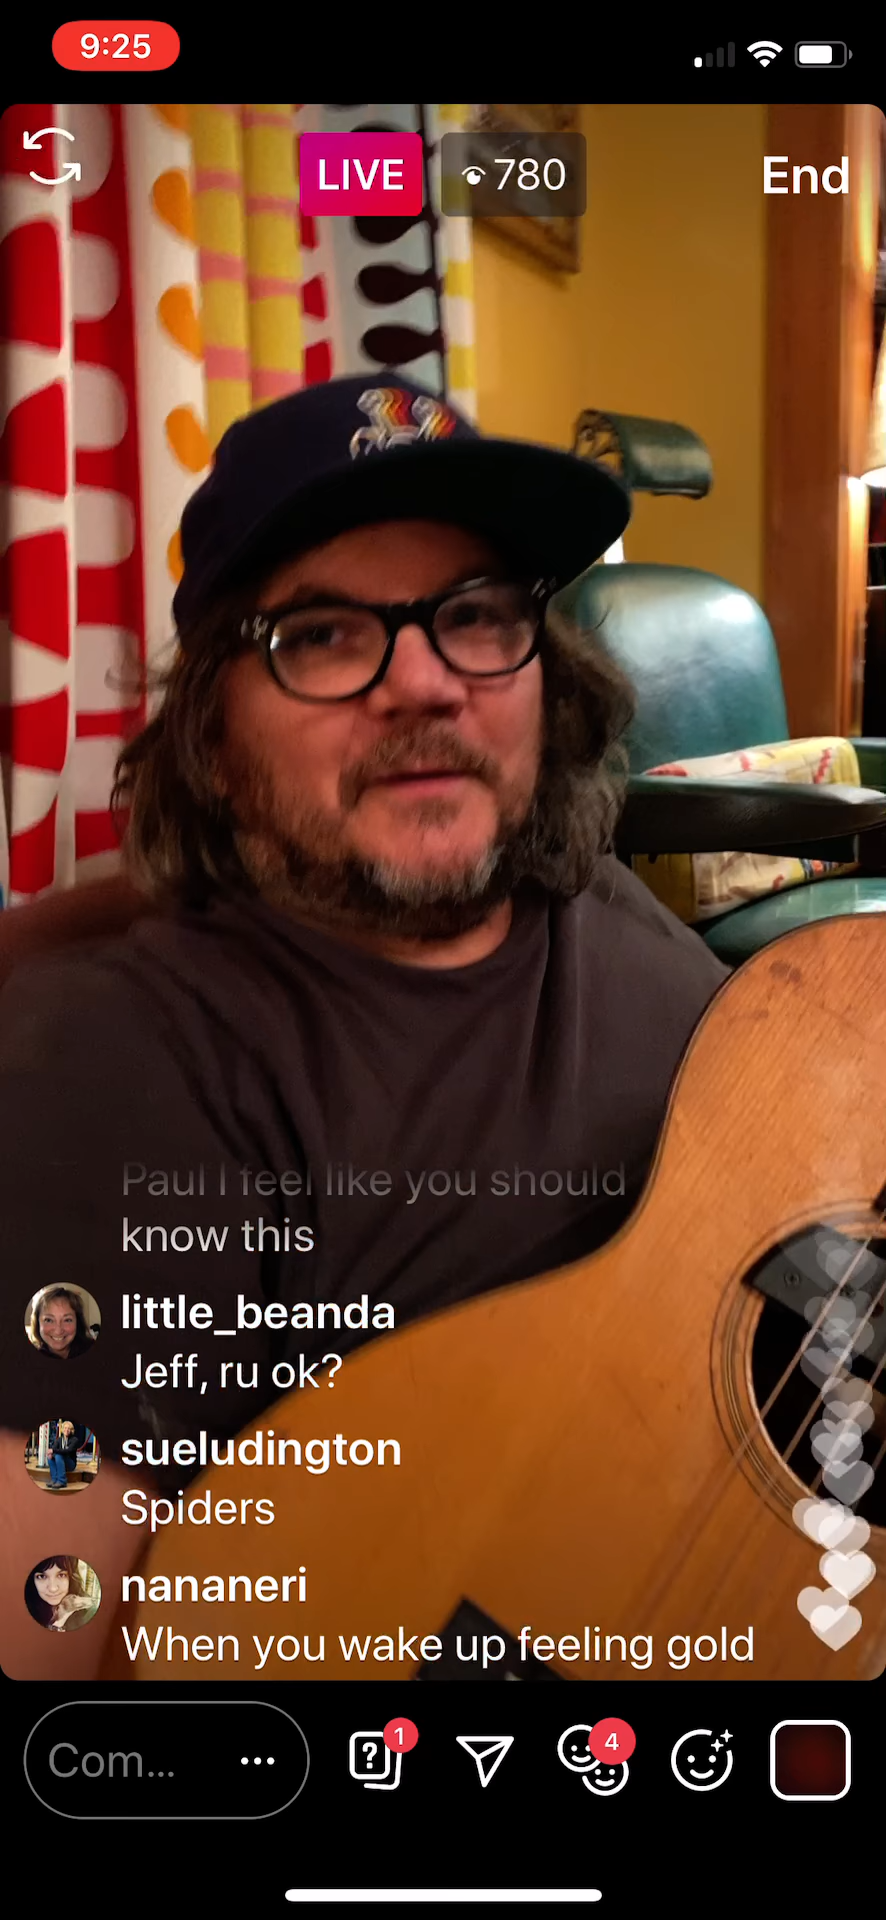 9:25
LIVE
780
End
Paul I feel like you should
know this
little_beanda
Jeff, ru ok?
sueludington
Spiders
nananeri
When you wake up feeling gold
Com...
1
4